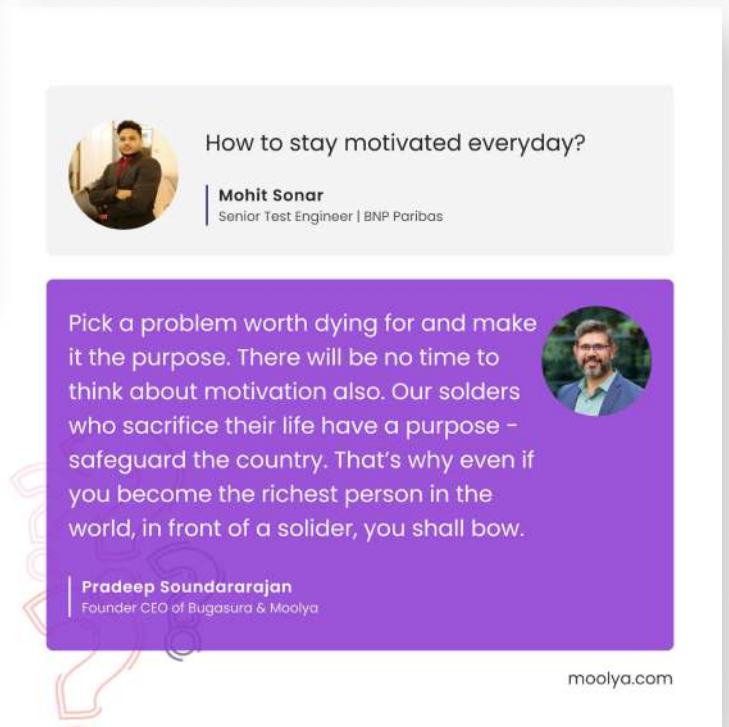 How to stay motivated everyday?
Mohit Sonar
Senior Test Engineer | BNP Paribas
Pick a problem worth dying for and make
it the purpose. There will be no time to
think about motivation also. Our solders
who sacrifice their life have a purpose -
safeguard the country. That's why even if
you become the richest person in the
world, in front of a solider, you shall bow.
Pradeep Soundararajan
Founder CEO of Bugasura & Moolya
moolya.com